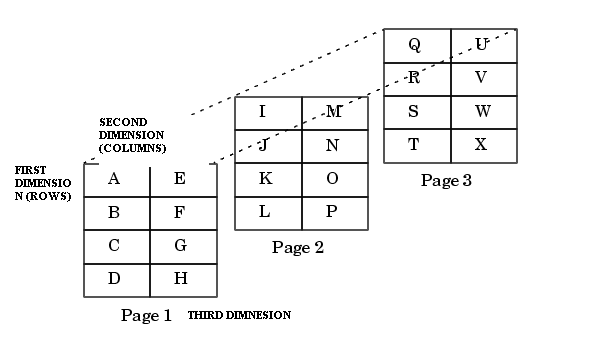 Q U
R V
S W
T X
Page 3
I M
J N
K O
L P
Page 2
SECOND
DIMENSION
(COLUMNS)
FIRST
DIMENSIO
N (ROWS)
A E
B F
C G
D H
Page 1 THIRD DIMNESION